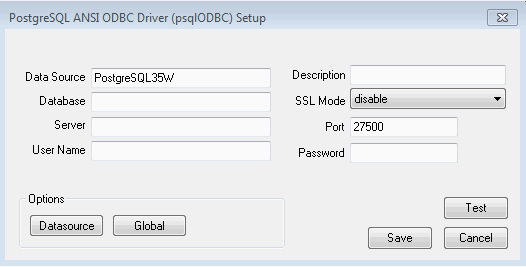 PostgreSQL ANSI ODBC Driver (psqlODBC) Setup
Data Source PostgreSQL35W Description
Database SSL Mode disable
Server Port 27500
User Name Password
Options
Datasource Global Test
Save Cancel